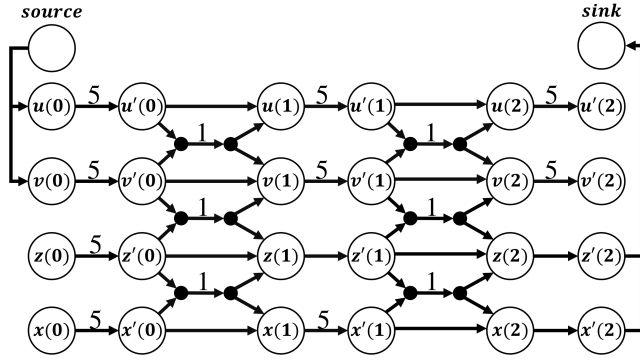 source sink
5 5 5
u(0) u'(0) u(1) u'(1) u(2) u'(2)
1 1
5 5 5
v(0) v'(0) v(1) v'(1) v(2) v'(2)
1 1
5
z(0) z'(0) z(1) z'(1) z(2) z'(2)
1 1
5 5
x(0) x'(0) x(1) x'(1) x(2) x'(2)